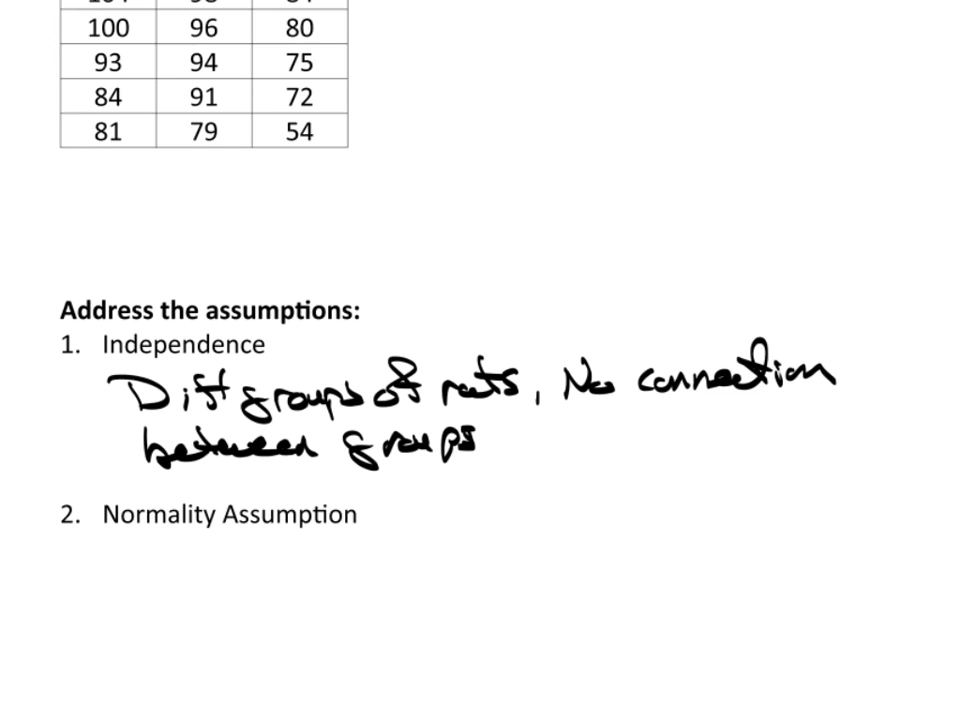 100 96 80
93 94 75
84 91 72
81 79 54
Address the assumptions:
1. Independence
Diff groups of rats, No connection
between groups
2. Normality Assumption